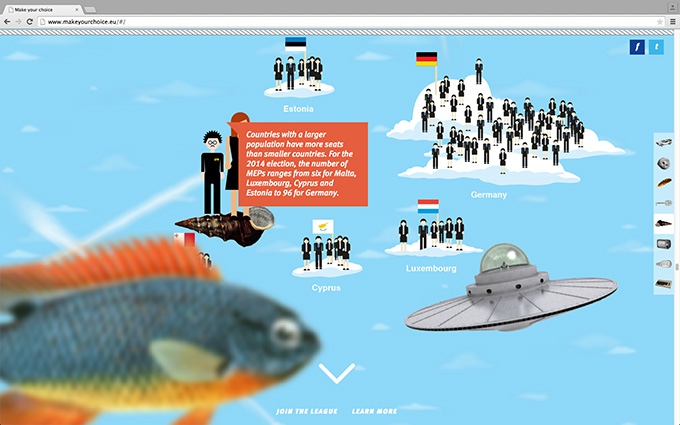 Make your choice
www.makeyourchoice.eu/#/
f t
Estonia
Countries with a larger
population have more seats
than smaller countries. For the
2014 election, the number of
MEPs ranges from six for Malta,
Luxembourg, Cyprus and
Estonia to 96 for Germany.
Germany
Luxembourg
Cyprus
JOIN THE LEAGUE LEARN MORE